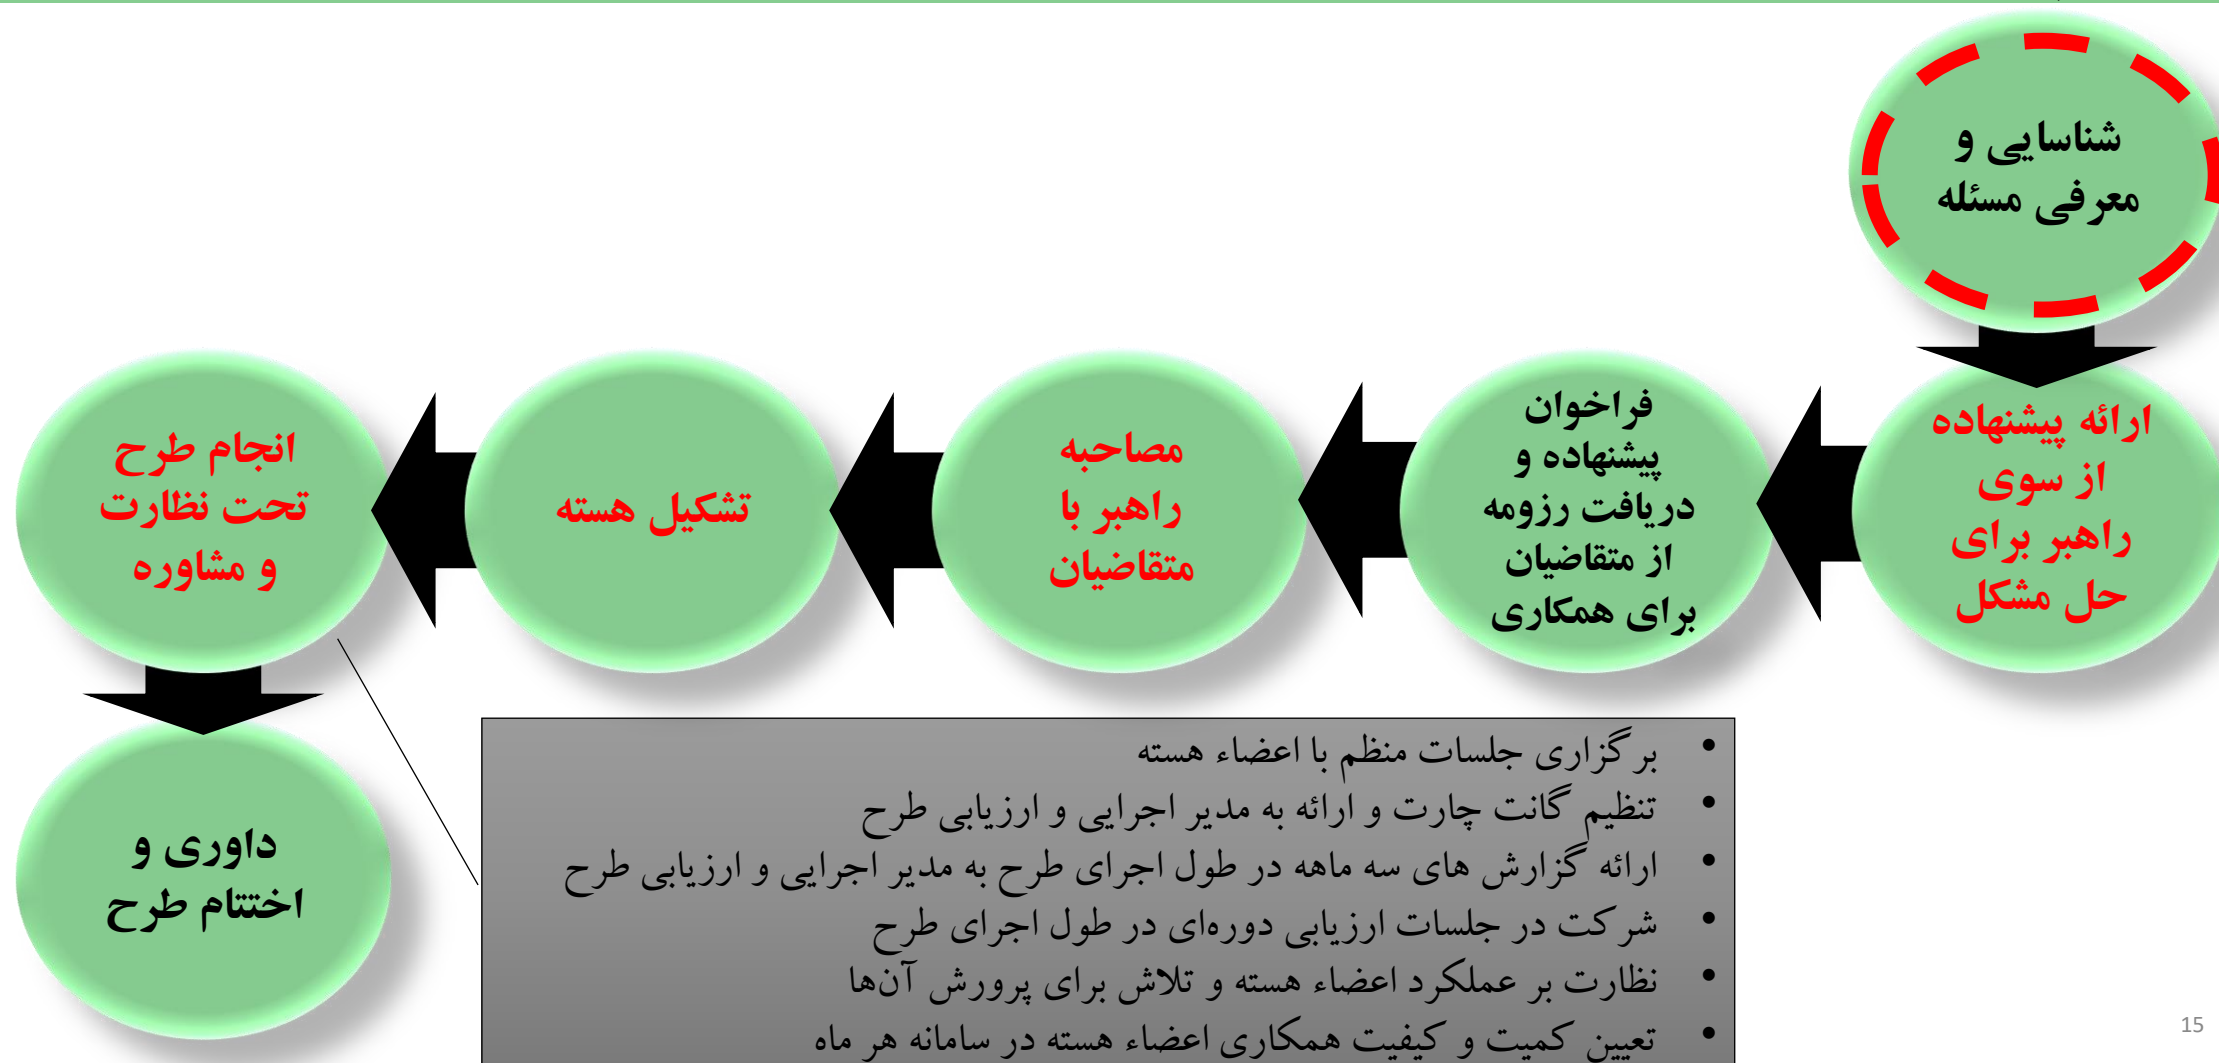 شناسایی و
معرفی مسئله
ارائه پیشنهاده
از سوی
راهبر برای
حل مشکل
فراخوان
پیشنهاده و
دریافت رزومه
از متقاضیان
برای همکاری
مصاحبه
راهبر با
متقاضیان
تشکیل هسته
انجام طرح
تحت نظارت
و مشاوره
داوری و
اختتام طرح
• برگزاری جلسات منظم با اعضاء هسته
• تنظیم گانت چارت و ارائه به مدیر اجرایی و ارزیابی طرح
• ارائه گزارش های سه ماهه در طول اجرای طرح به مدیر اجرایی و ارزیابی طرح
• شرکت در جلسات ارزیابی دوره‌ای در طول اجرای طرح
• نظارت بر عملکرد اعضاء هسته و تلاش برای پرورش آن‌ها
• تعیین کمیت و کیفیت همکاری اعضاء هسته در سامانه هر ماه
15